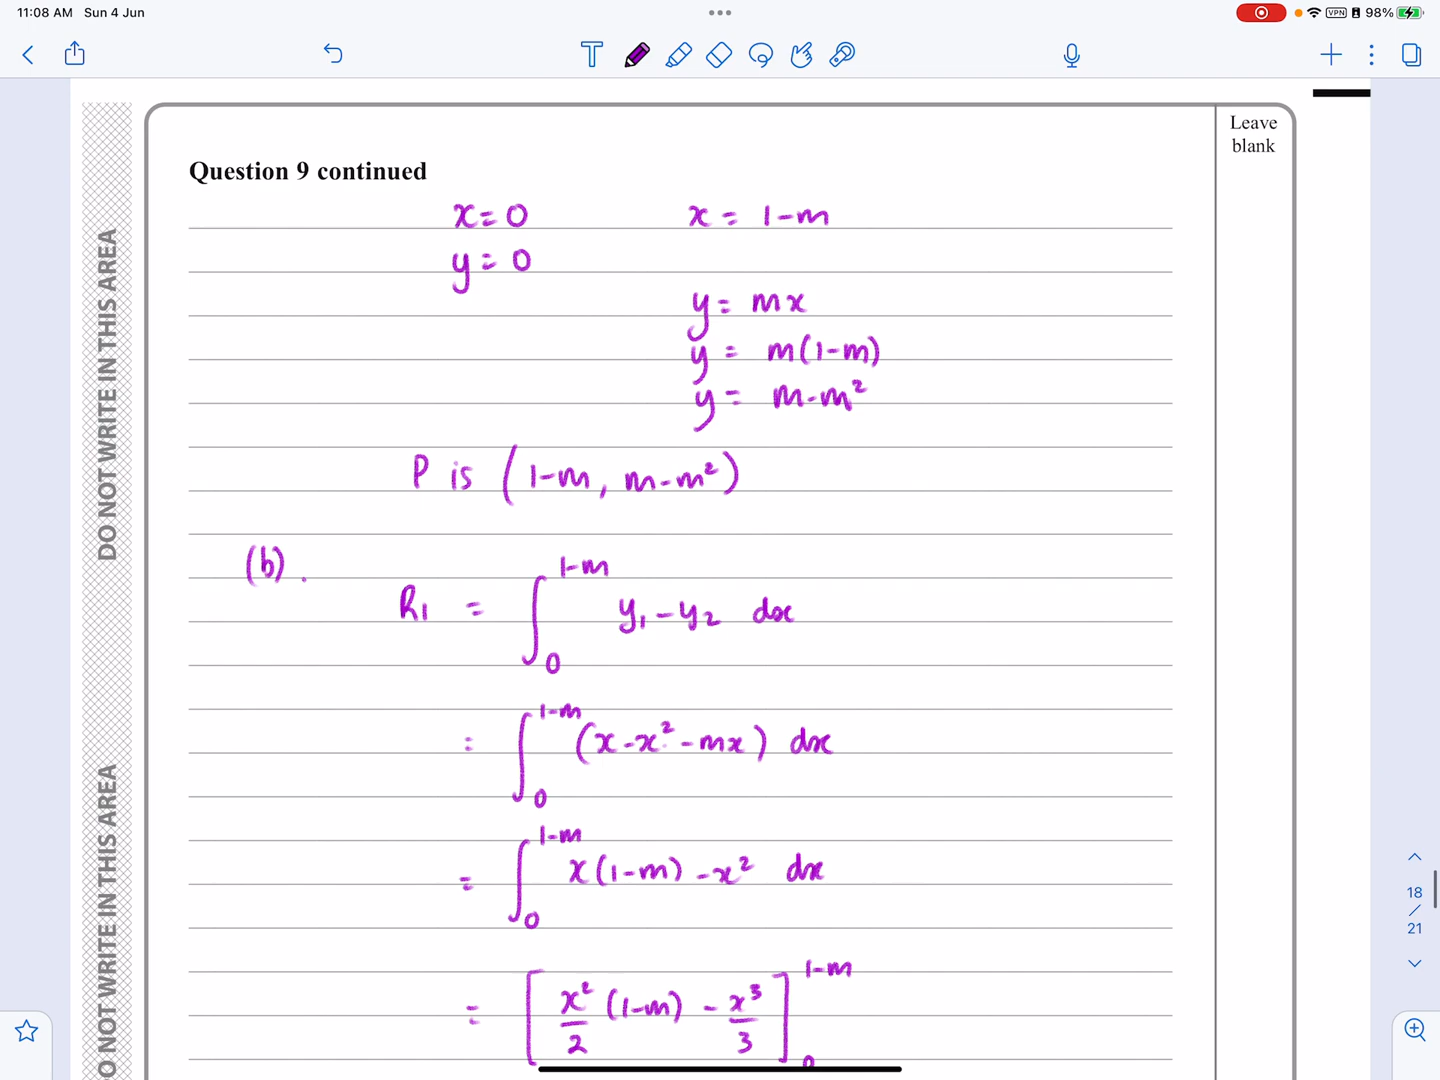 11:08 AM Sun 4 Jun
VPN 98%
T
Leave
blank
Question 9 continued
x = 0 x = 1-m
y = 0
y = mx
y = m(1-m)
y = m-m²
P is (1-m, m-m²)
(b).
R₁ = ∫₀^{1-m} y₁-y₂ dx
= ∫₀^{1-m} (x-x²-mx) dx
= ∫₀^{1-m} x(1-m)-x² dx
= [x²/2 (1-m) - x³/3]₀^{1-m}
DO NOT WRITE IN THIS AREA
DO NOT WRITE IN THIS AREA
18
/
21